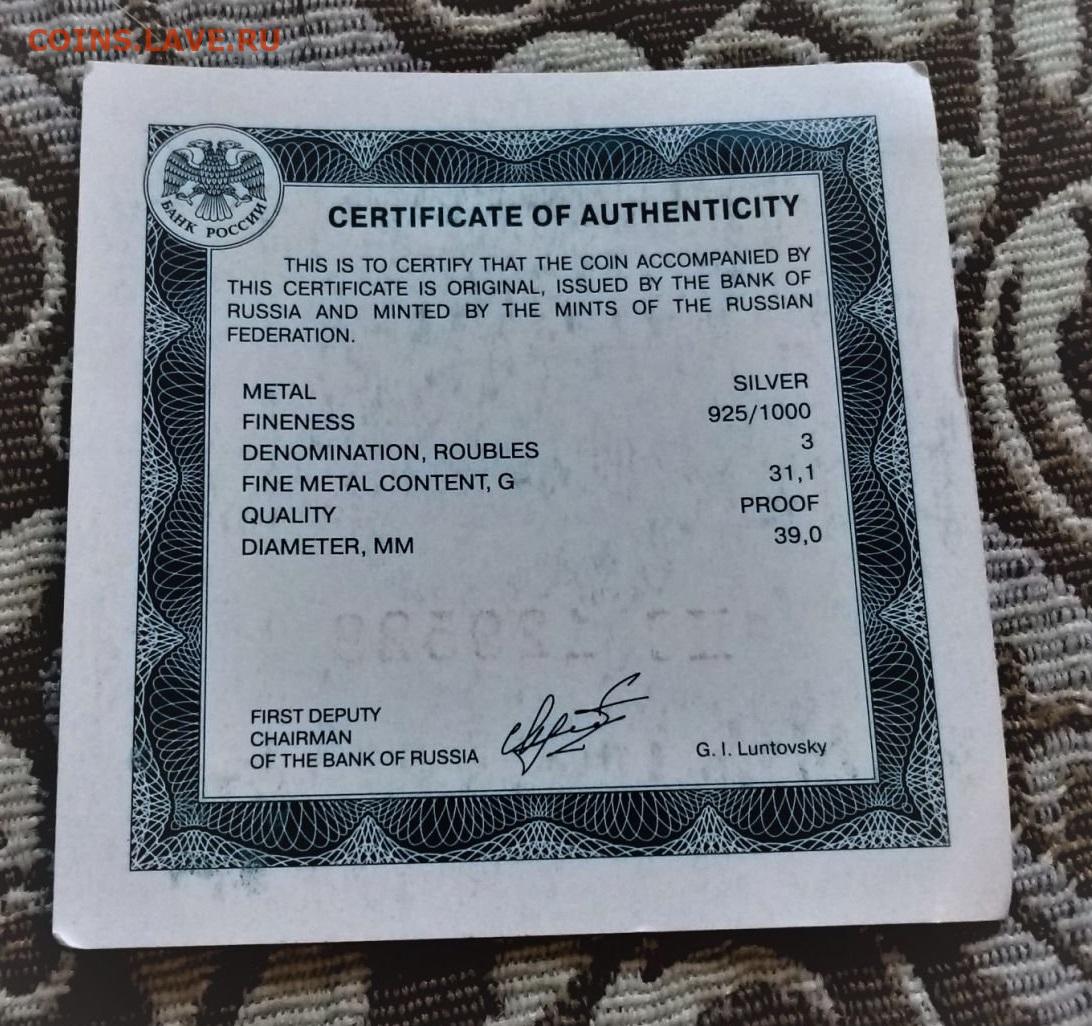 COINS.LAVE.RU
БАНК РОССИИ
CERTIFICATE OF AUTHENTICITY
THIS IS TO CERTIFY THAT THE COIN ACCOMPANIED BY
THIS CERTIFICATE IS ORIGINAL, ISSUED BY THE BANK OF
RUSSIA AND MINTED BY THE MINTS OF THE RUSSIAN
FEDERATION.
METAL SILVER
FINENESS 925/1000
DENOMINATION, ROUBLES 3
FINE METAL CONTENT, G 31,1
QUALITY PROOF
DIAMETER, MM 39,0
FIRST DEPUTY
CHAIRMAN
OF THE BANK OF RUSSIA G. I. Luntovsky